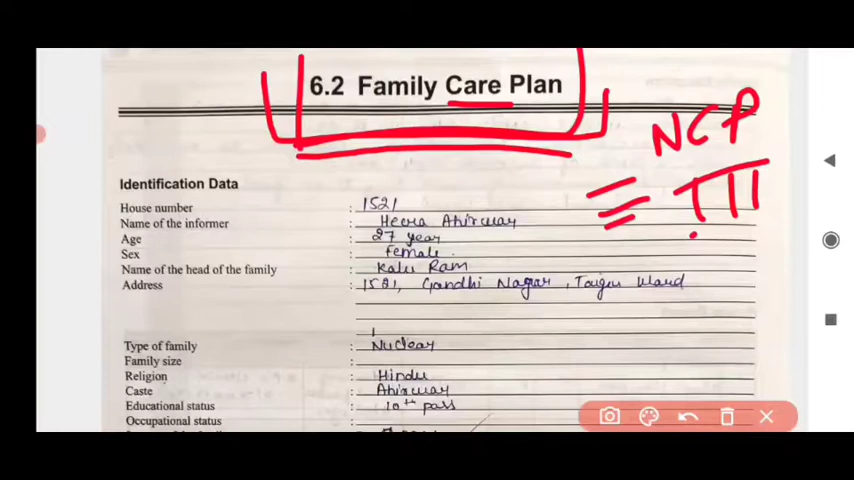 6.2 Family Care Plan
NCP
Identification Data
House number : 1521
Name of the informer : Heera Ahirwar
Age : 27 year
Sex : Female.
Name of the head of the family : Kalu Ram
Address : 1521, Gandhi Nagar,
Type of family : Nuclear
Family size :
Religion : Hindu
Caste : Ahirwar
Educational status : 10th pass
Occupational status :